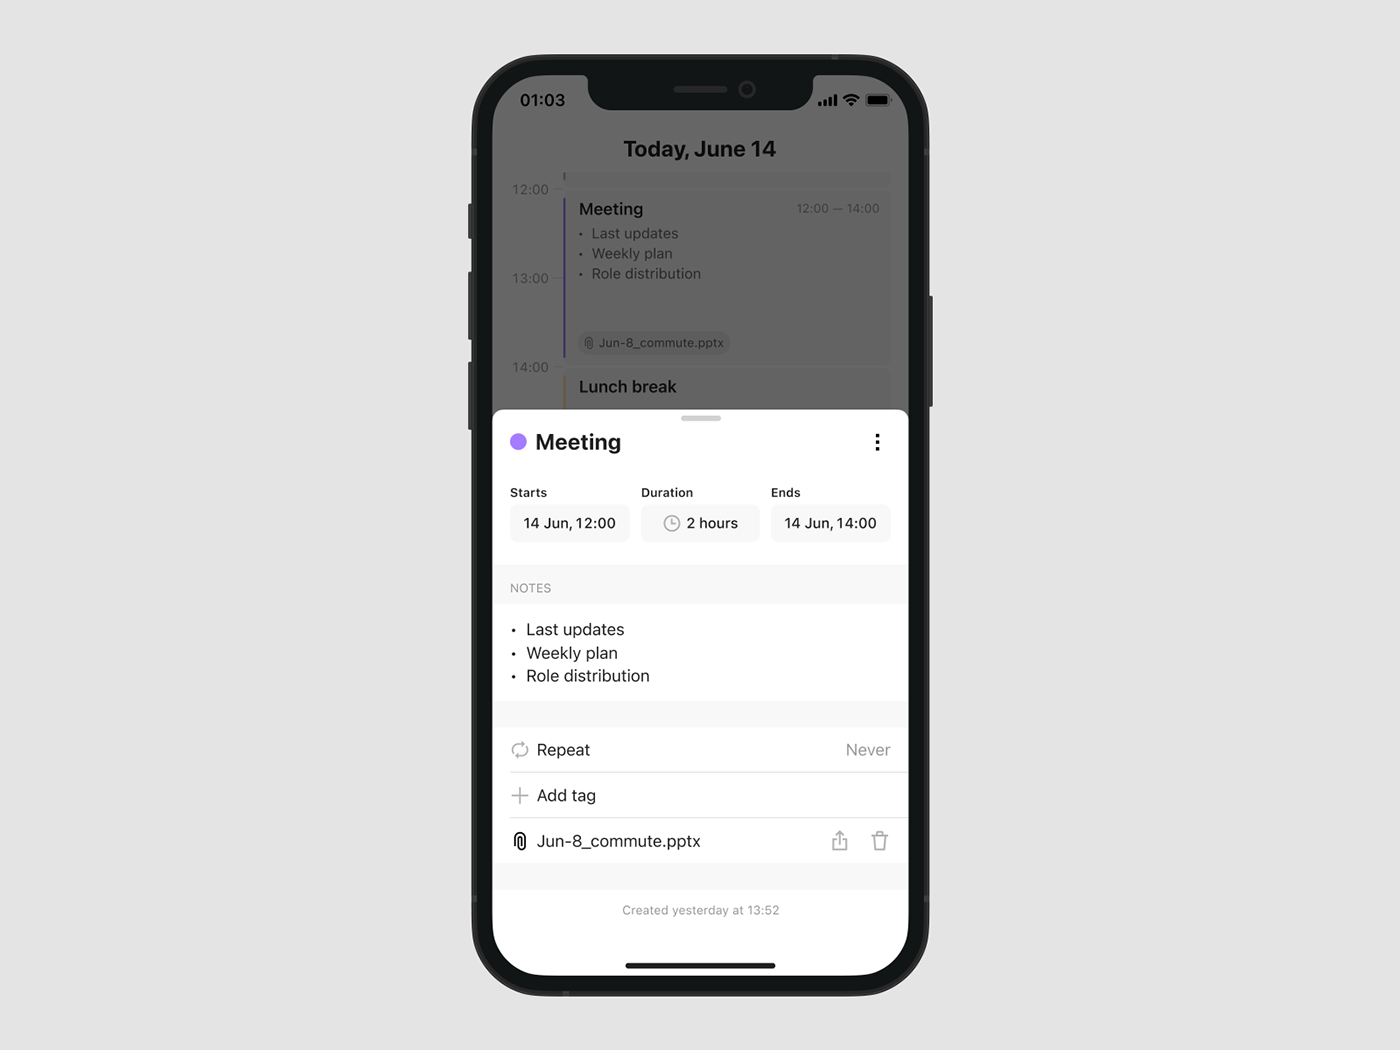 01:03
Today, June 14
12:00
Meeting
12:00 — 14:00
• Last updates
• Weekly plan
13:00
• Role distribution
Jun-8_commute.pptx
14:00
Lunch break
Meeting
Starts
Duration
Ends
14 Jun, 12:00
2 hours
14 Jun, 14:00
NOTES
• Last updates
• Weekly plan
• Role distribution
Repeat
Never
Add tag
Jun-8_commute.pptx
Created yesterday at 13:52